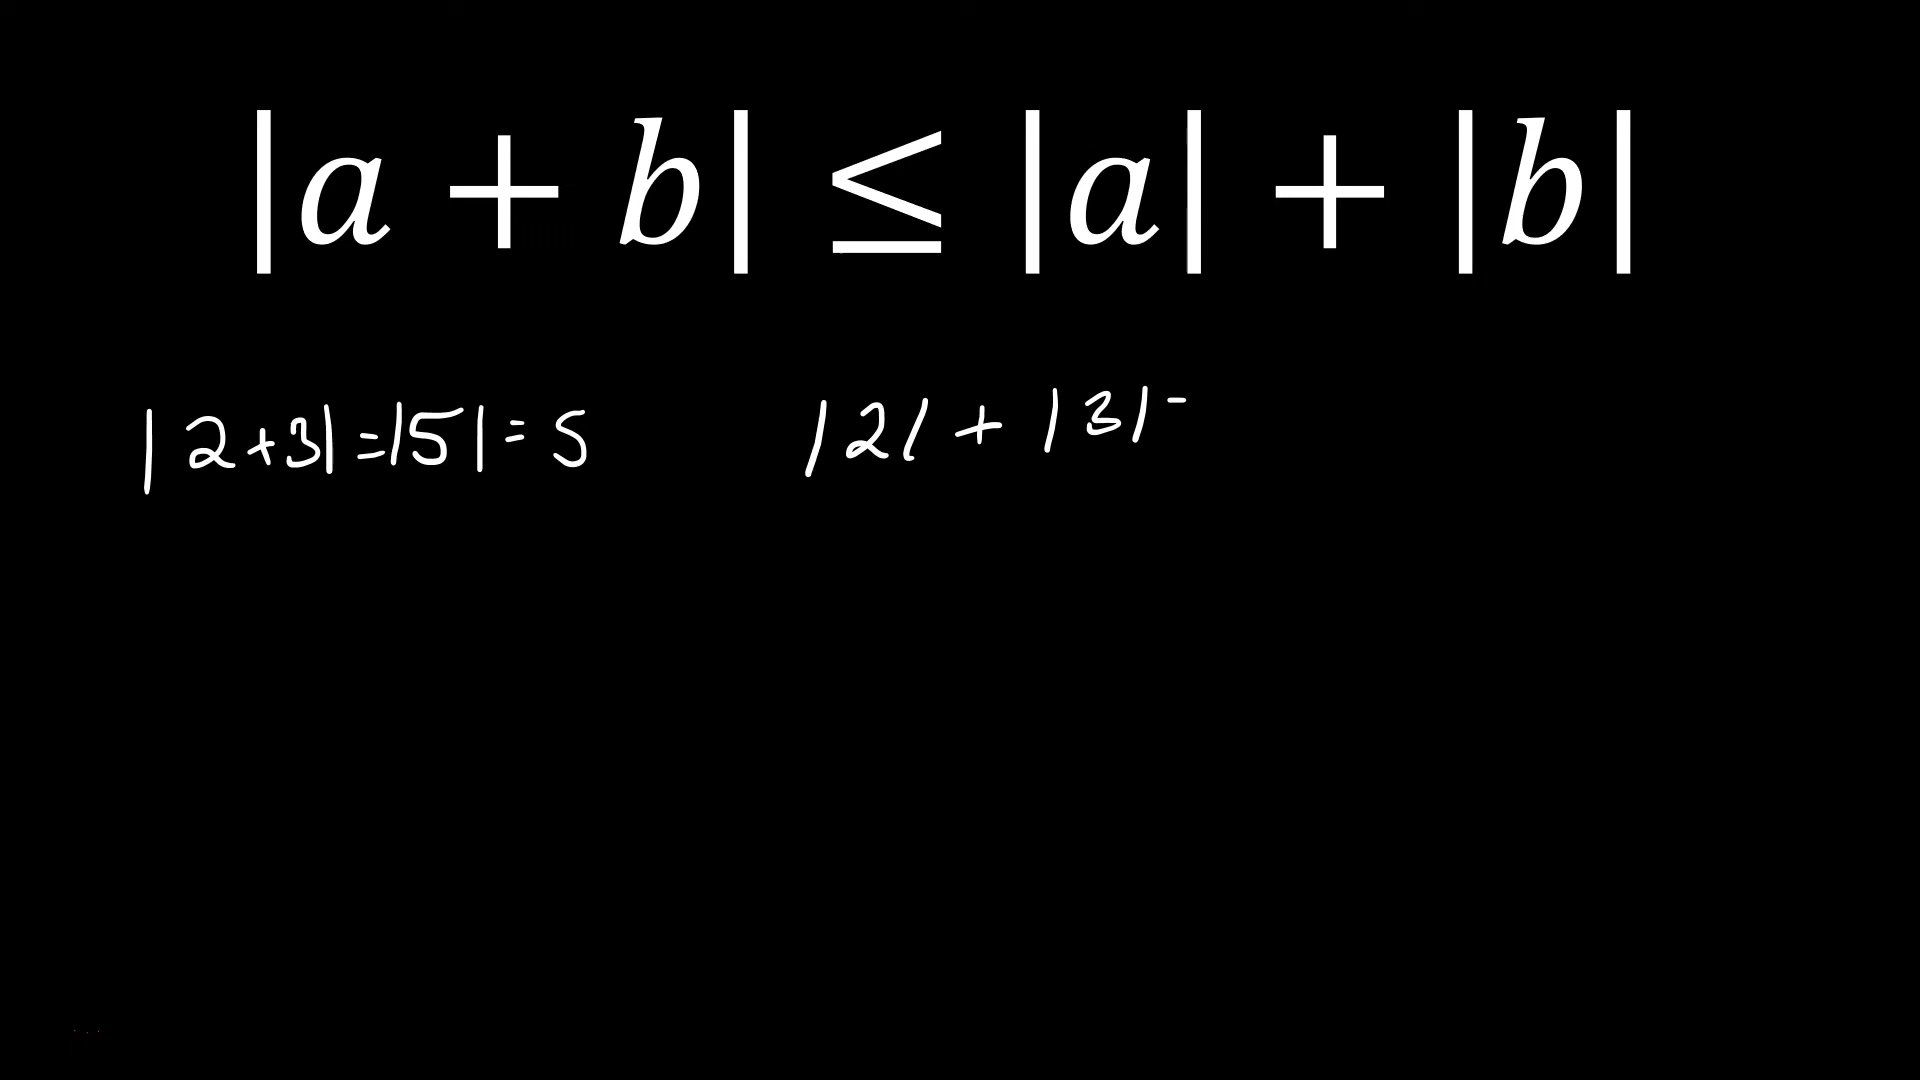 |a + b| ≤ |a| + |b|
|2+3| = |5| = 5 |2| + |3| -